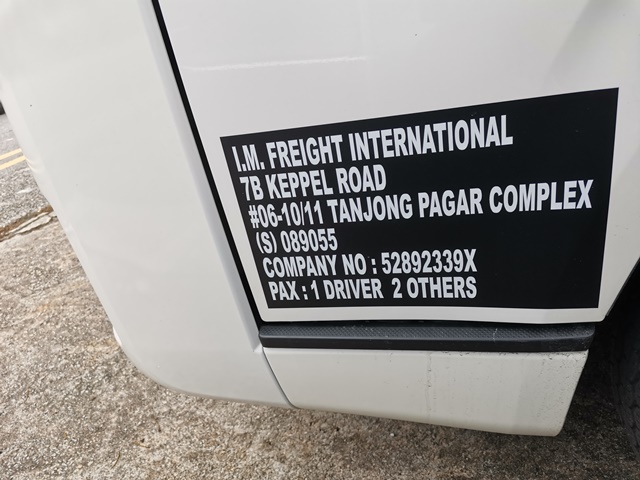 I.M. FREIGHT INTERNATIONAL
7B KEPPEL ROAD
#06-10/11 TANJONG PAGAR COMPLEX
(S) 089055
COMPANY NO : 52892339X
PAX : 1 DRIVER 2 OTHERS